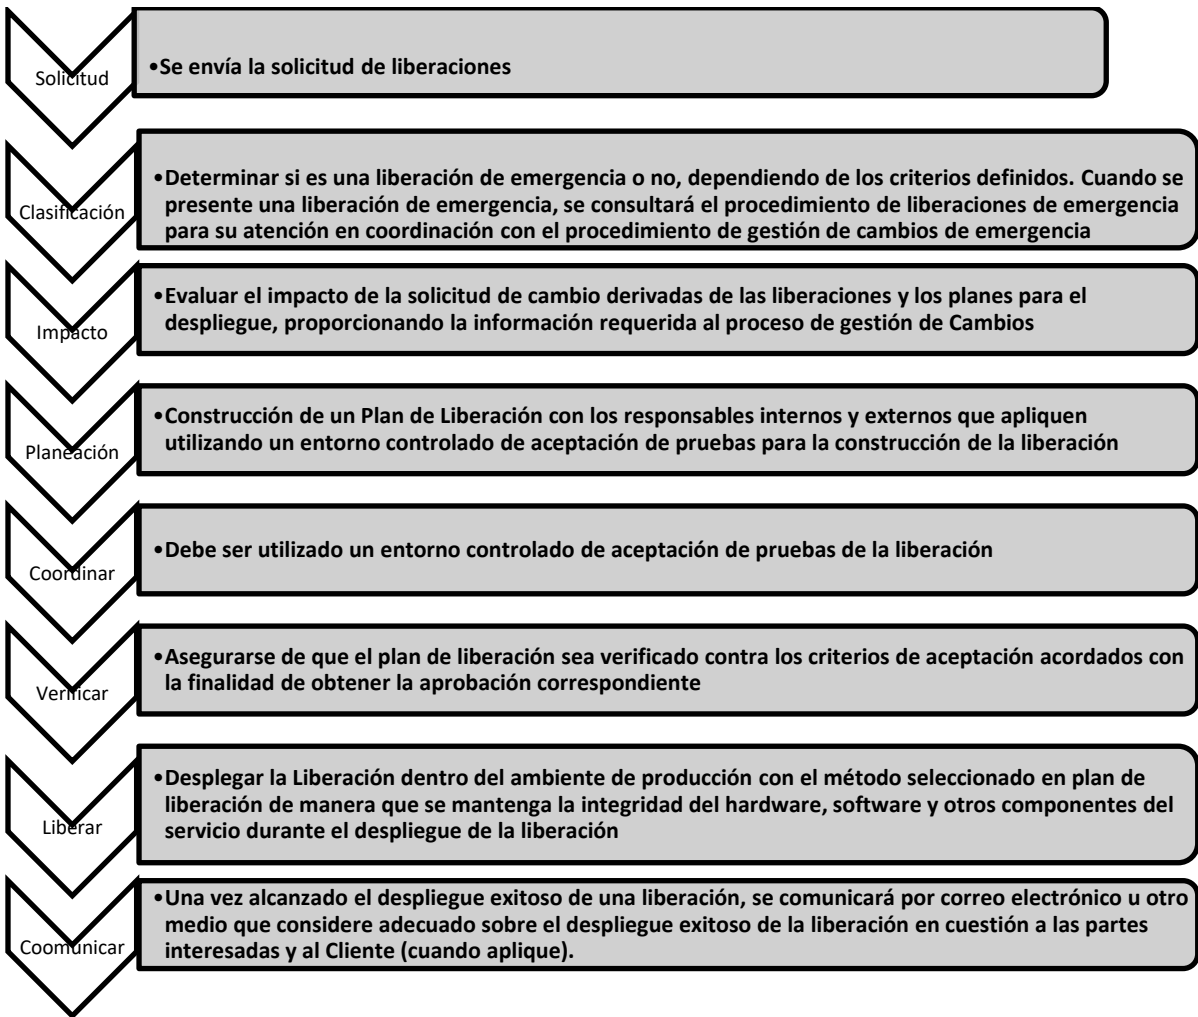 Solicitud
•Se envía la solicitud de liberaciones
Clasificación
•Determinar si es una liberación de emergencia o no, dependiendo de los criterios definidos. Cuando se
presente una liberación de emergencia, se consultará el procedimiento de liberaciones de emergencia
para su atención en coordinación con el procedimiento de gestión de cambios de emergencia
Impacto
•Evaluar el impacto de la solicitud de cambio derivadas de las liberaciones y los planes para el
despliegue, proporcionando la información requerida al proceso de gestión de Cambios
Planeación
•Construcción de un Plan de Liberación con los responsables internos y externos que apliquen
utilizando un entorno controlado de aceptación de pruebas para la construcción de la liberación
Coordinar
•Debe ser utilizado un entorno controlado de aceptación de pruebas de la liberación
Verificar
•Asegurarse de que el plan de liberación sea verificado contra los criterios de aceptación acordados con
la finalidad de obtener la aprobación correspondiente
Liberar
•Desplegar la Liberación dentro del ambiente de producción con el método seleccionado en plan de
liberación de manera que se mantenga la integridad del hardware, software y otros componentes del
servicio durante el despliegue de la liberación
Coomunicar
•Una vez alcanzado el despliegue exitoso de una liberación, se comunicará por correo electrónico u otro
medio que considere adecuado sobre el despliegue exitoso de la liberación en cuestión a las partes
interesadas y al Cliente (cuando aplique).